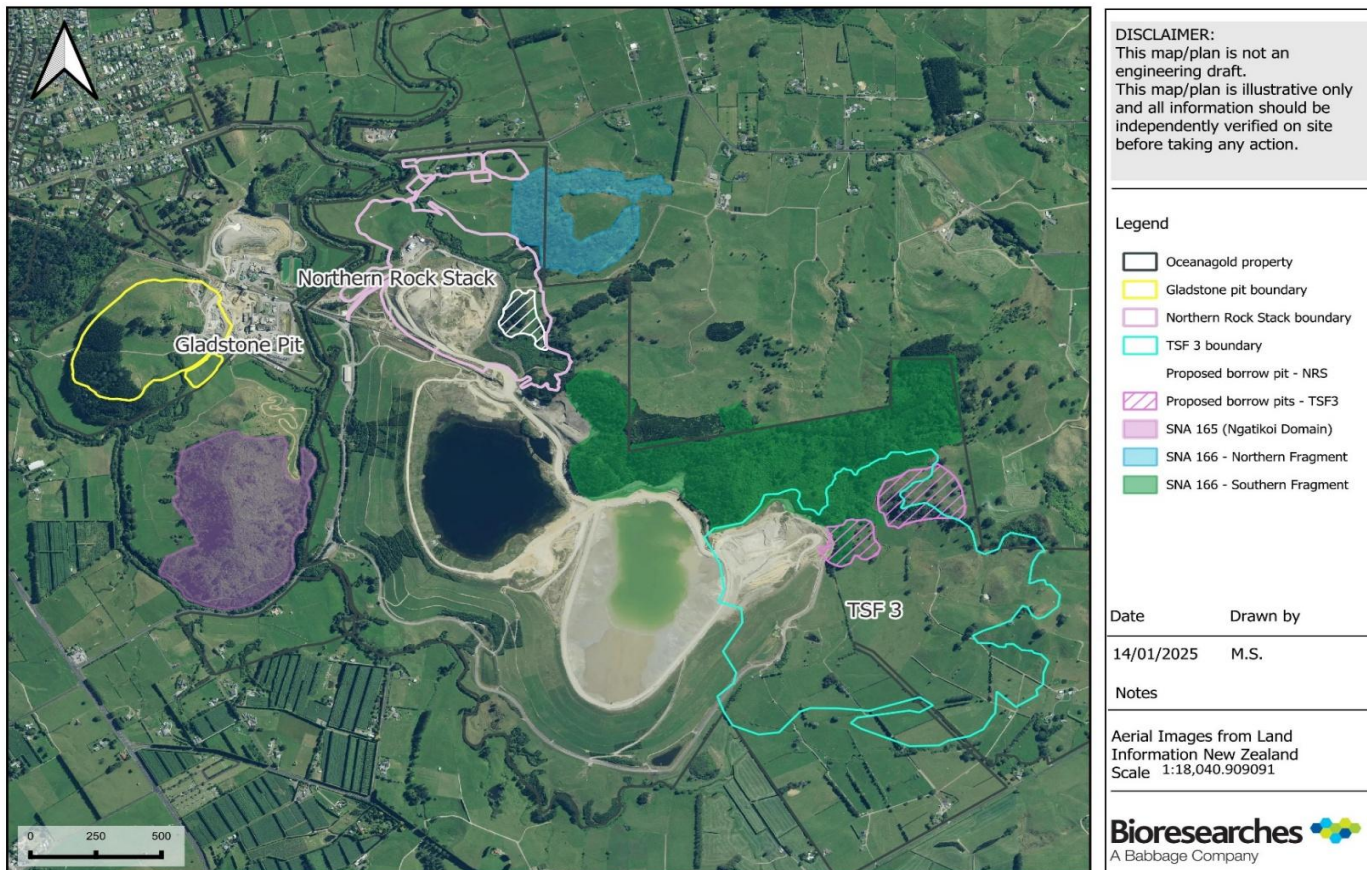 Northern Rock Stack
Gladstone Pit
TSF 3
0 250 500
DISCLAIMER:
This map/plan is not an
engineering draft.
This map/plan is illustrative only
and all information should be
independently verified on site
before taking any action.
Legend
Oceanagold property
Gladstone pit boundary
Northern Rock Stack boundary
TSF 3 boundary
Proposed borrow pit - NRS
Proposed borrow pits - TSF3
SNA 165 (Ngatikoi Domain)
SNA 166 - Northern Fragment
SNA 166 - Southern Fragment
Date Drawn by
14/01/2025 M.S.
Notes
Aerial Images from Land
Information New Zealand
Scale 1:18,040.909091
Bioresearches
A Babbage Company